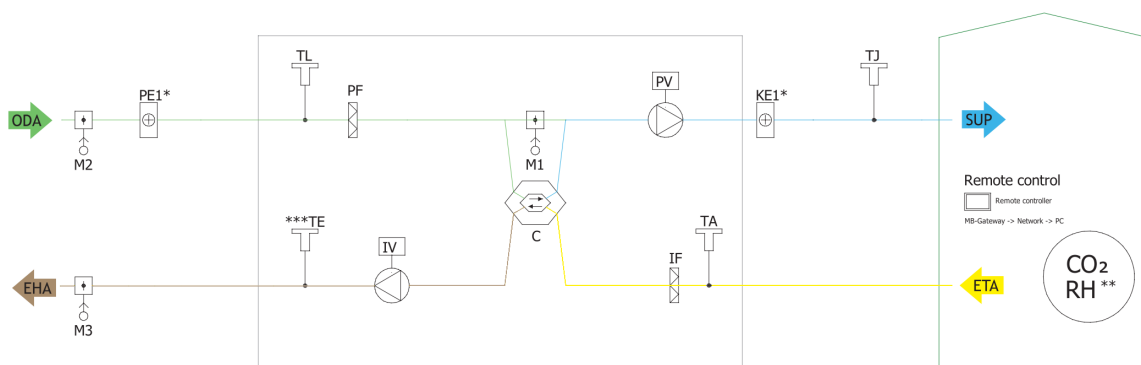 TL
TJ
PE1*
PF
PV
KE1*
ODA
SUP
M2
M1
Remote control
Remote controller
MB-Gateway -> Network -> PC
***TE
C
TA
IV
IF
CO₂
RH**
EHA
ETA
M3